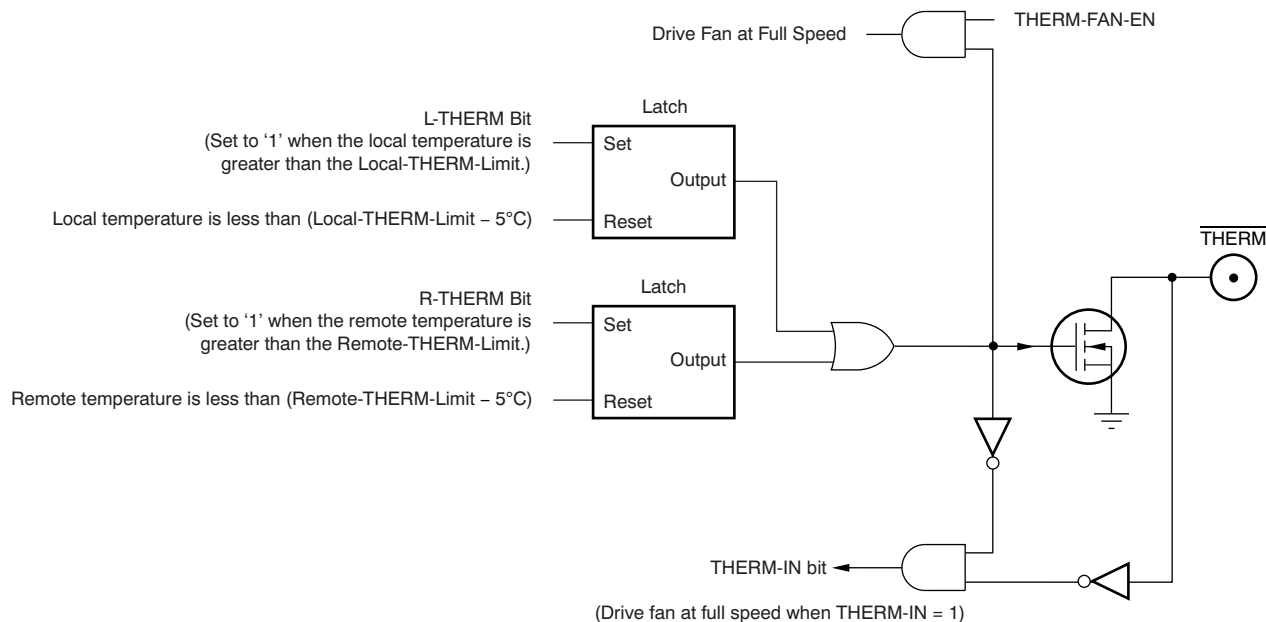 THERM-FAN-EN
Drive Fan at Full Speed
Latch
L-THERM Bit
(Set to ‘1’ when the local temperature is
greater than the Local-THERM-Limit.)
Set
Output
Local temperature is less than (Local-THERM-Limit – 5°C)
Reset
THERM
Latch
R-THERM Bit
(Set to ‘1’ when the remote temperature is
greater than the Remote-THERM-Limit.)
Set
Output
Remote temperature is less than (Remote-THERM-Limit – 5°C)
Reset
THERM-IN bit
(Drive fan at full speed when THERM-IN = 1)